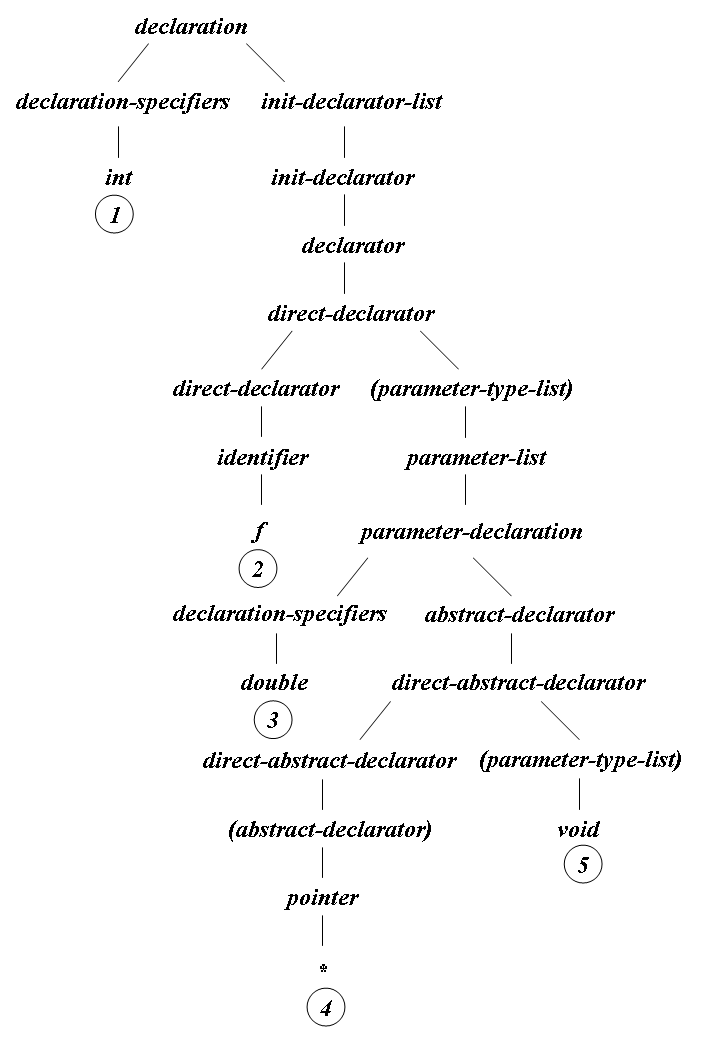 declaration
declaration-specifiers init-declarator-list
int init-declarator
1
declarator
direct-declarator
direct-declarator (parameter-type-list)
identifier parameter-list
f parameter-declaration
2
declaration-specifiers abstract-declarator
double direct-abstract-declarator
3
direct-abstract-declarator (parameter-type-list)
(abstract-declarator) void
5
pointer
*
4